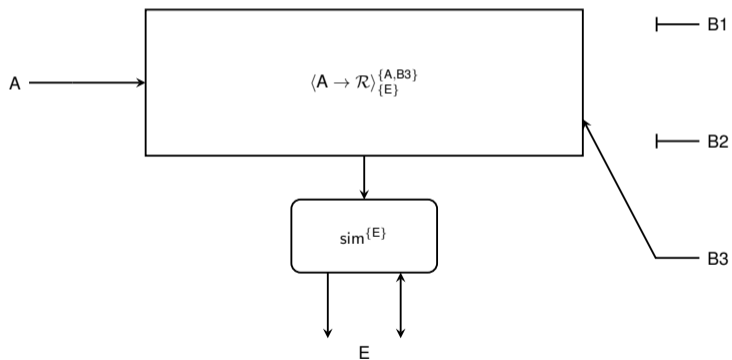 B1
A
⟨A → ℛ⟩^{A,B3}_{E}
B2
sim^{E}
B3
E